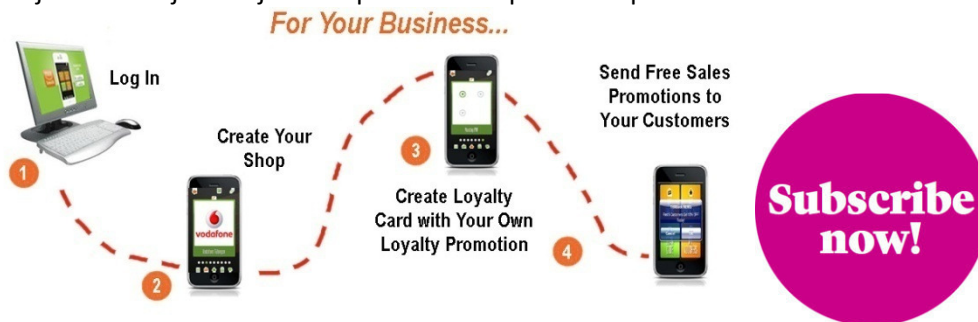 For Your Business...
Log In
1
Create Your
Shop
vodafone
2
3
Create Loyalty
Card with Your Own
Loyalty Promotion
Send Free Sales
Promotions to
Your Customers
4
Subscribe
now!